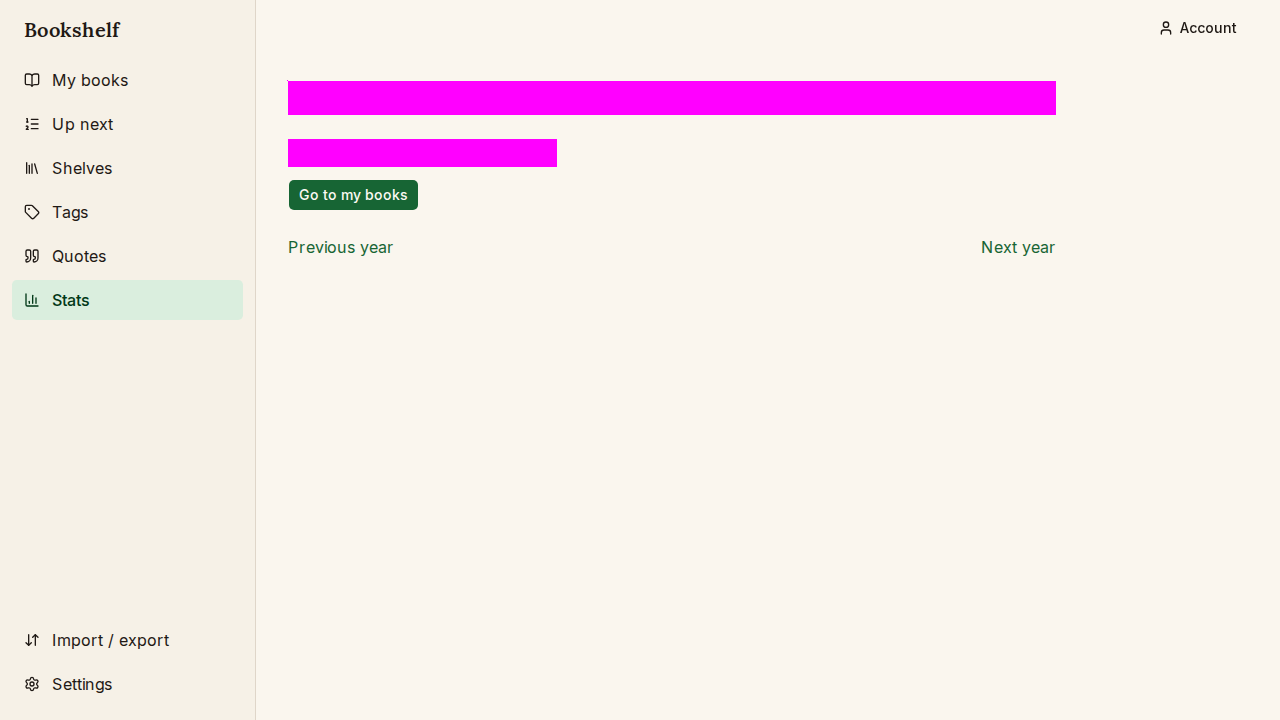 Bookshelf
Account
My books
Up next
Shelves
Tags
Quotes
Stats
Go to my books
Previous year
Next year
Import / export
Settings